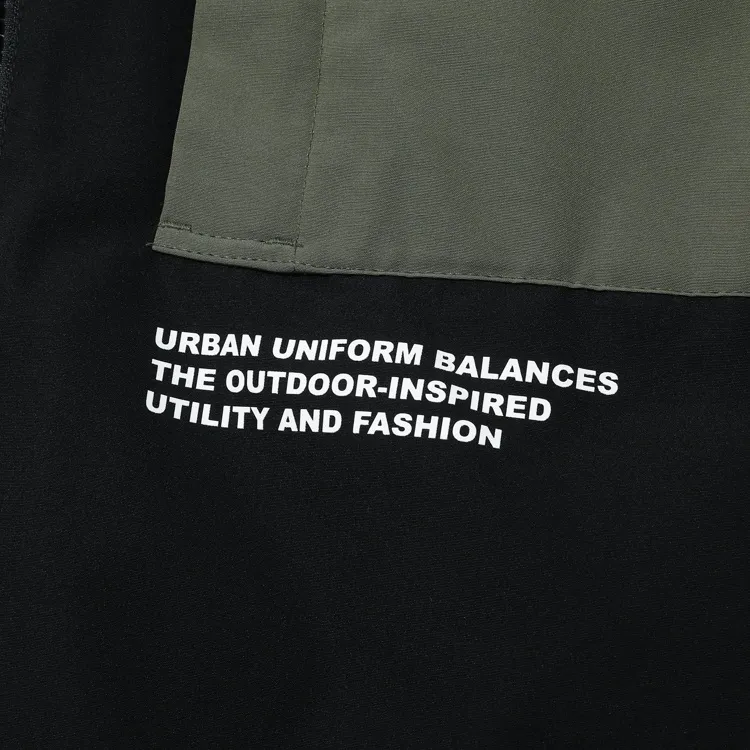 URBAN UNIFORM BALANCES
THE OUTDOOR-INSPIRED
UTILITY AND FASHION